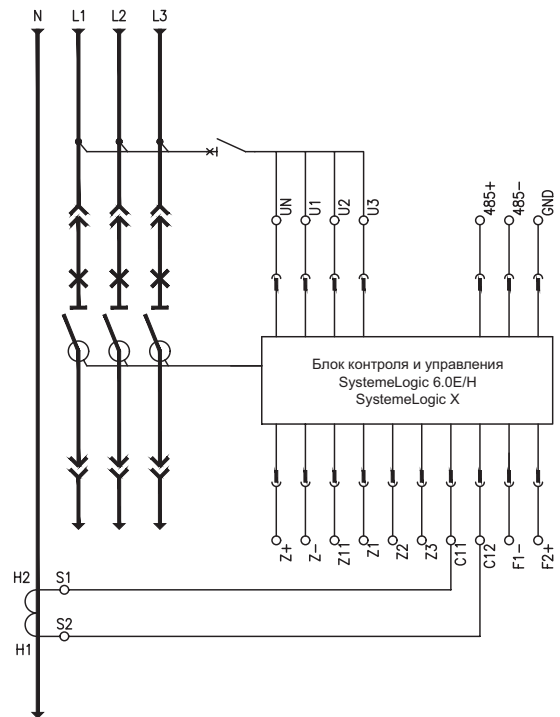 N L1 L2 L3
UN U1 U2 U3 485+ 485- GND
Блок контроля и управления
SystemeLogic 6.0E/H
SystemeLogic X
Z+ Z- Z11 Z1 Z2 Z3 C11 C12 F1- F2+
H2 S1
S2
H1